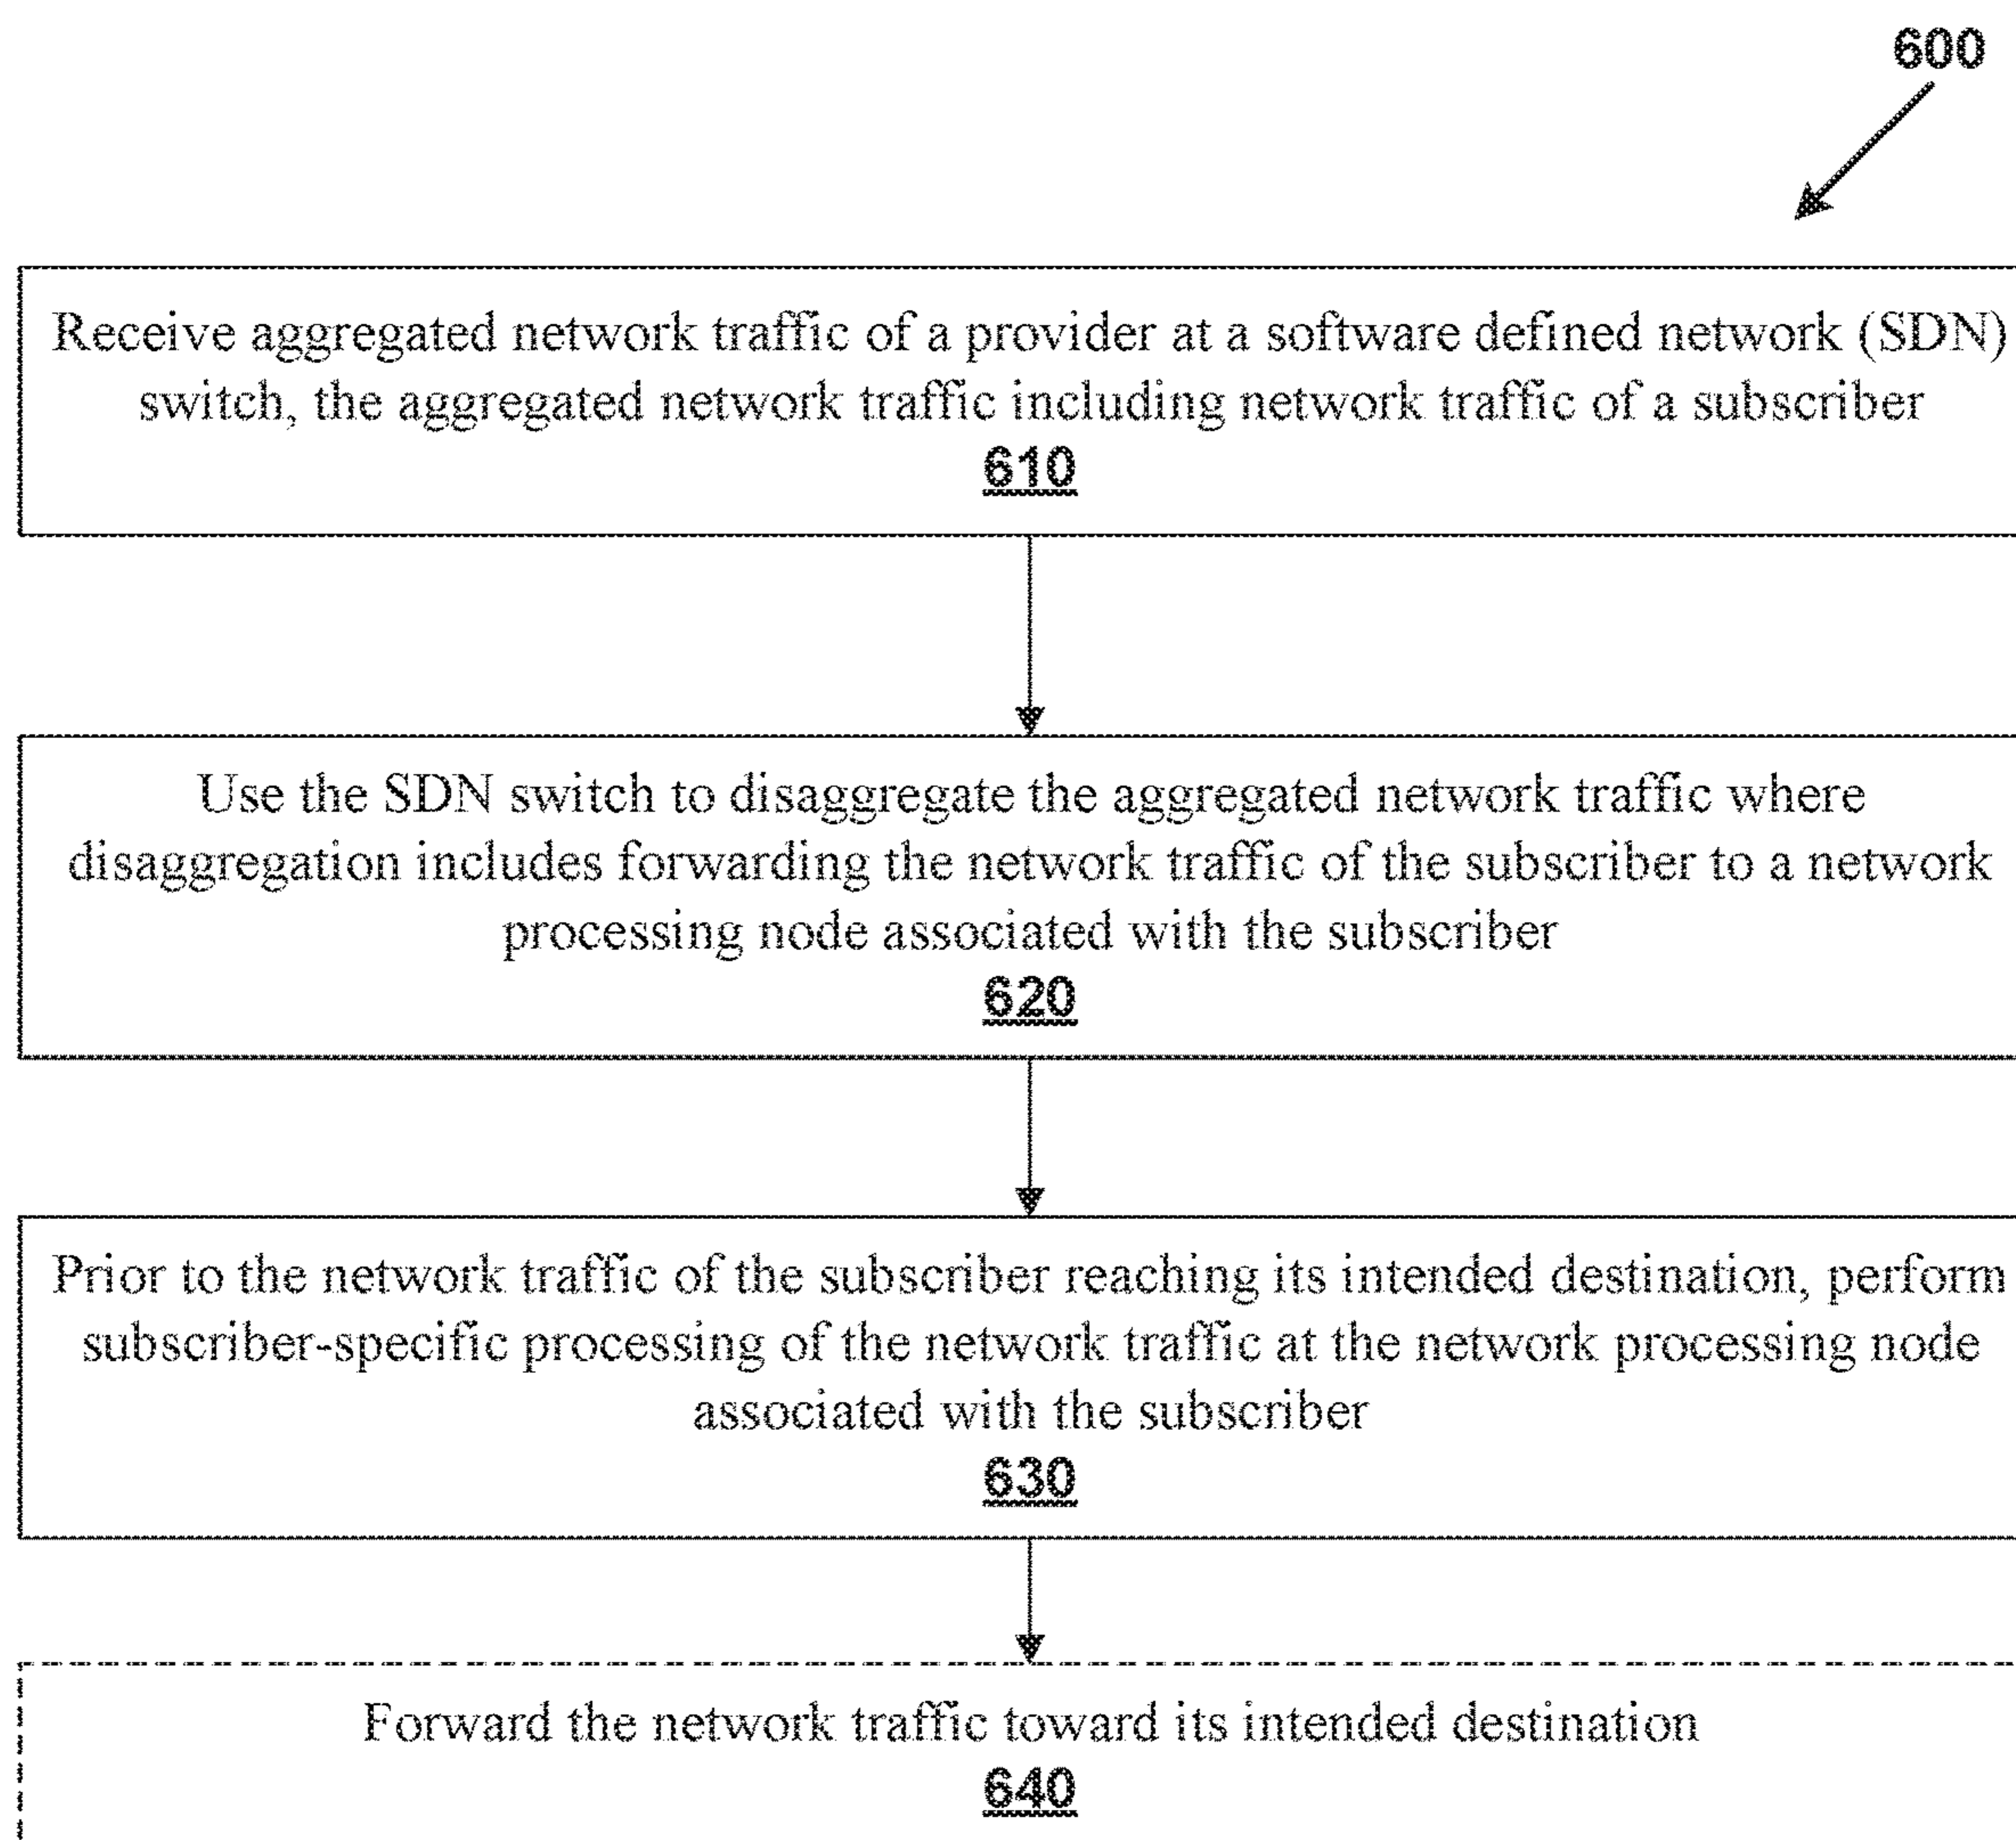 600
Receive aggregated network traffic of a provider at a software defined network (SDN)
switch, the aggregated network traffic including network traffic of a subscriber
610
Use the SDN switch to disaggregate the aggregated network traffic where
disaggregation includes forwarding the network traffic of the subscriber to a network
processing node associated with the subscriber
620
Prior to the network traffic of the subscriber reaching its intended destination, perform
subscriber-specific processing of the network traffic at the network processing node
associated with the subscriber
630
Forward the network traffic toward its intended destination
640